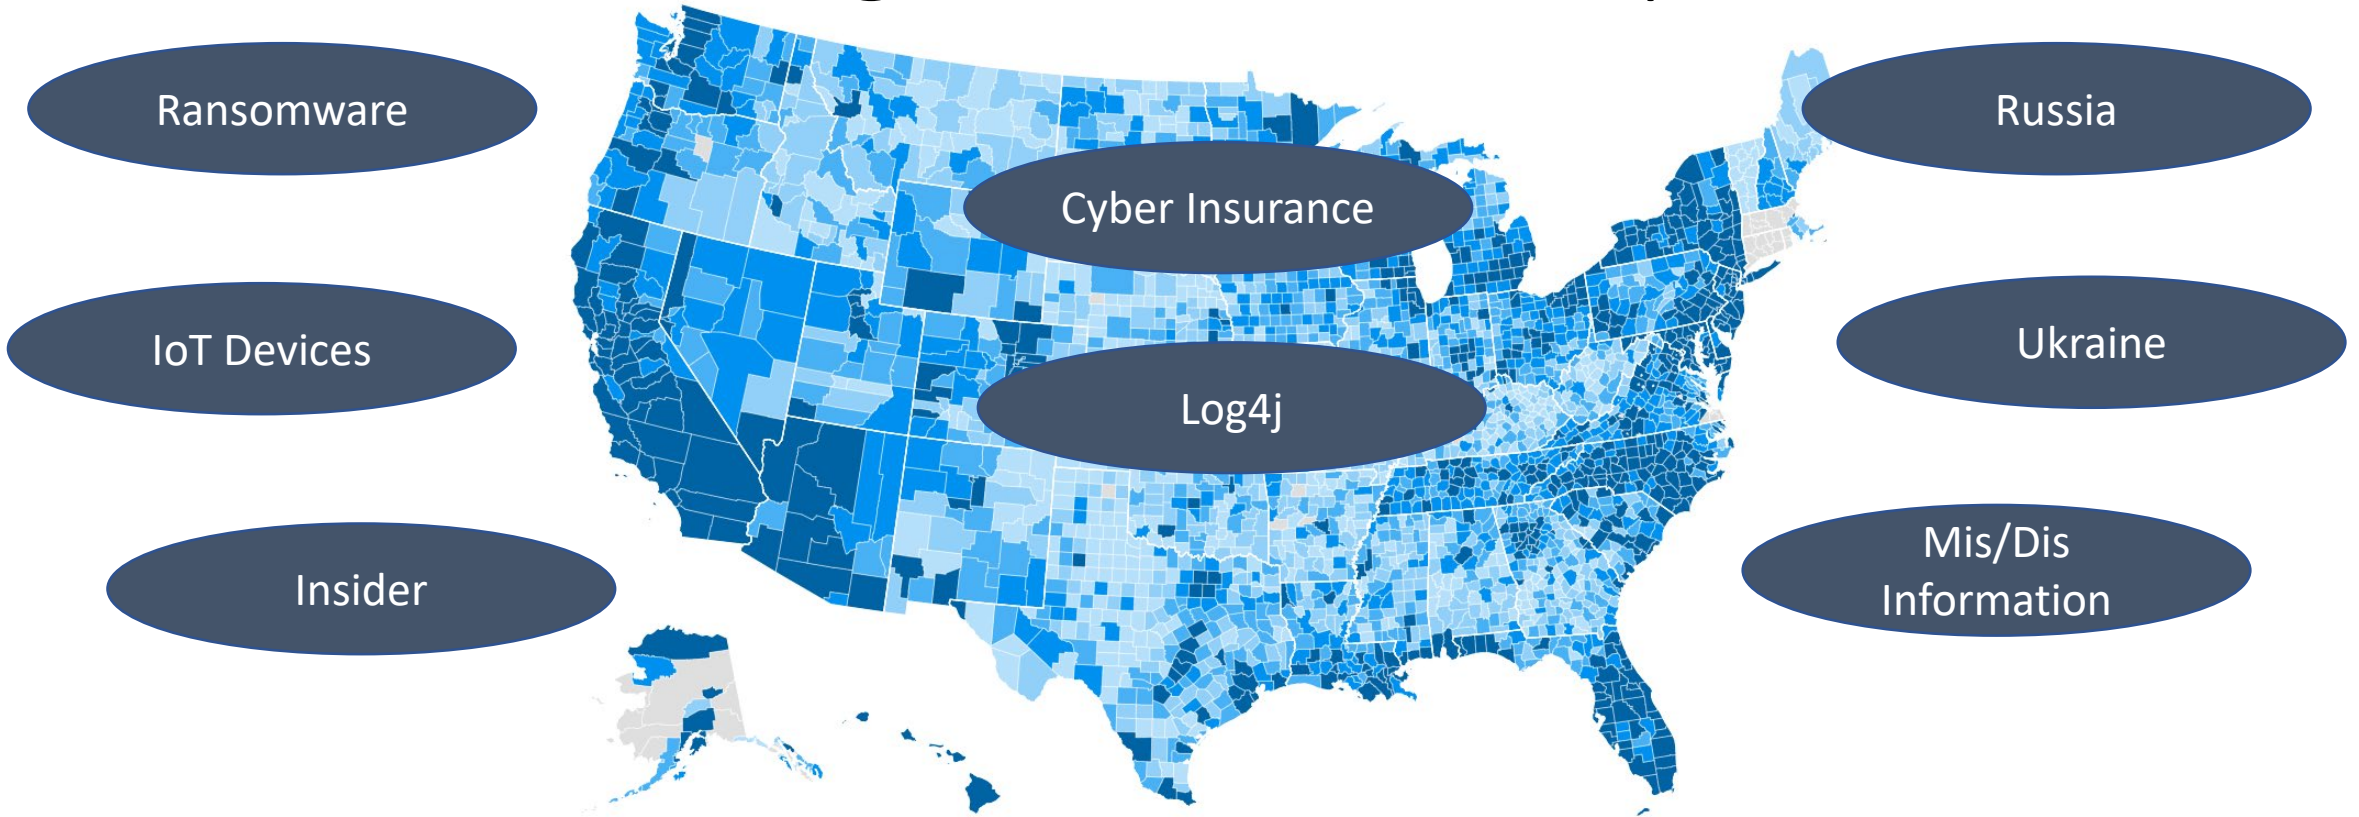 Ransomware
Russia
Cyber Insurance
IoT Devices
Ukraine
Log4j
Insider
Mis/Dis
Information